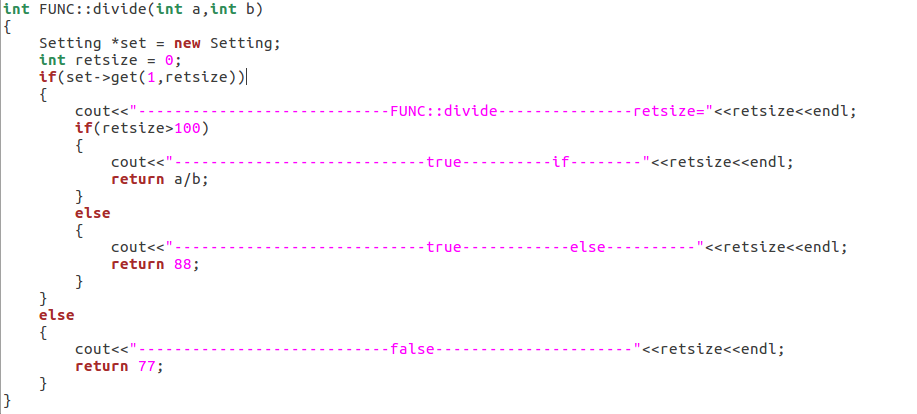 int FUNC::divide(int a,int b)
{
    Setting *set = new Setting;
    int retsize = 0;
    if(set->get(1,retsize))
    {
        cout<<"----------------------------FUNC::divide---------------retsize="<<retsize<<endl;
        if(retsize>100)
        {
            cout<<"----------------------------true----------if--------"<<retsize<<endl;
            return a/b;
        }
        else
        {
            cout<<"----------------------------true------------else----------"<<retsize<<endl;
            return 88;
        }
    }
    else
    {
        cout<<"----------------------------false----------------------"<<retsize<<endl;
        return 77;
    }
}